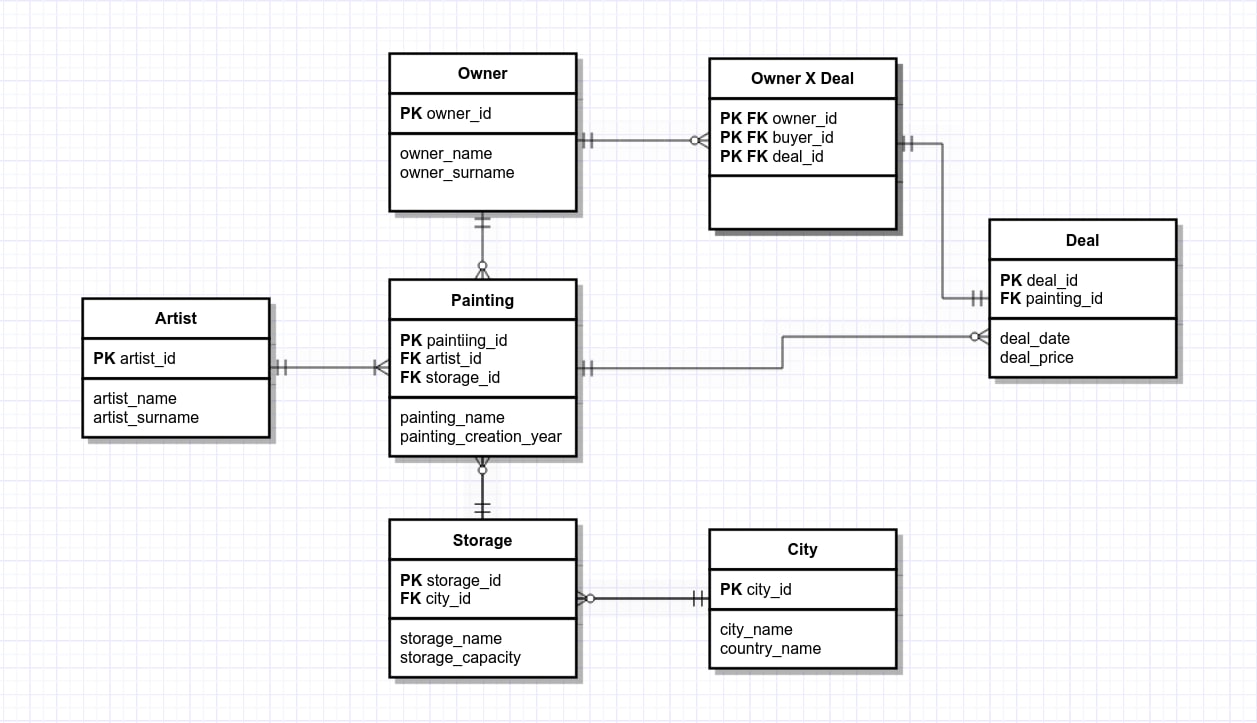 Owner
PK owner_id
owner_name
owner_surname
Owner X Deal
PK FK owner_id
PK FK buyer_id
PK FK deal_id
Deal
PK deal_id
FK painting_id
deal_date
deal_price
Artist
PK artist_id
artist_name
artist_surname
Painting
PK paintiing_id
FK artist_id
FK storage_id
painting_name
painting_creation_year
Storage
PK storage_id
FK city_id
storage_name
storage_capacity
City
PK city_id
city_name
country_name